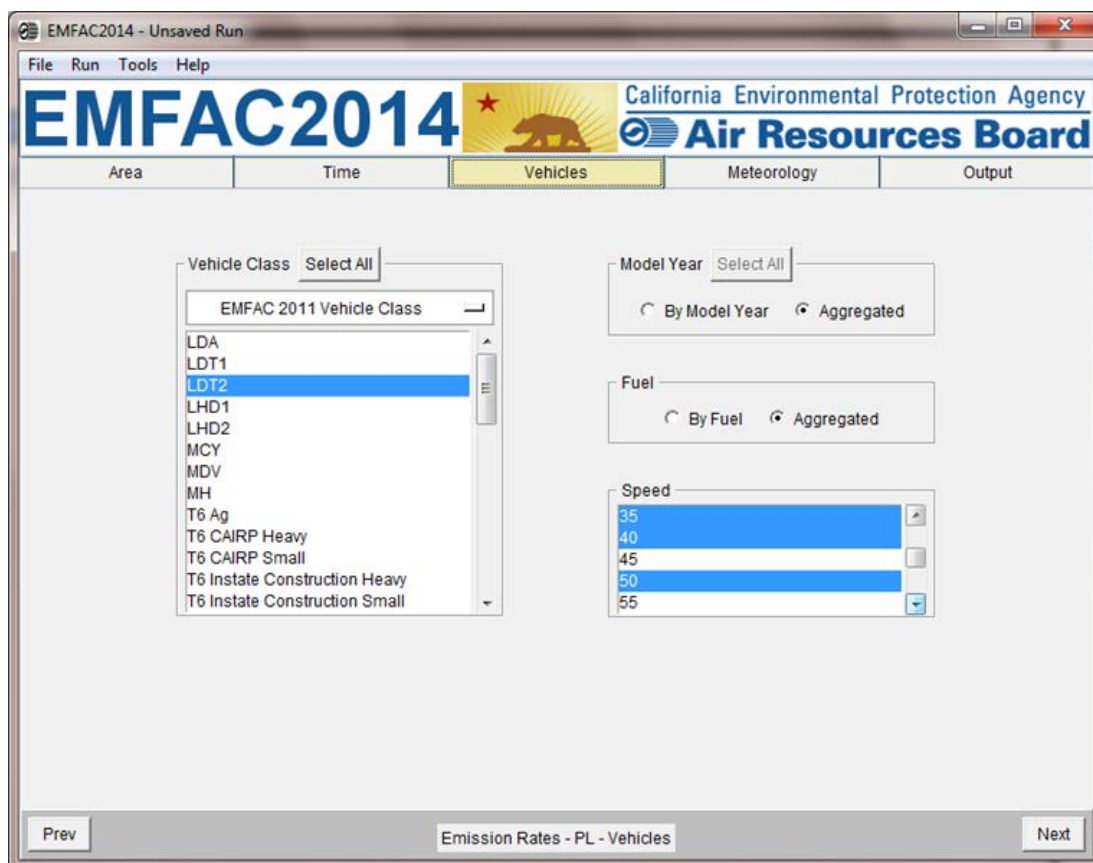 EMFAC2014 - Unsaved Run
File Run Tools Help
EMFAC2014
California Environmental Protection Agency
Air Resources Board
Area Time Vehicles Meteorology Output
Vehicle Class Select All
EMFAC 2011 Vehicle Class
LDA
LDT1
LDT2
LHD1
LHD2
MCY
MDV
MH
T6 Ag
T6 CAIRP Heavy
T6 CAIRP Small
T6 Instate Construction Heavy
T6 Instate Construction Small
Model Year Select All
By Model Year Aggregated
Fuel
By Fuel Aggregated
Speed
35
40
45
50
55
Prev Emission Rates - PL - Vehicles Next